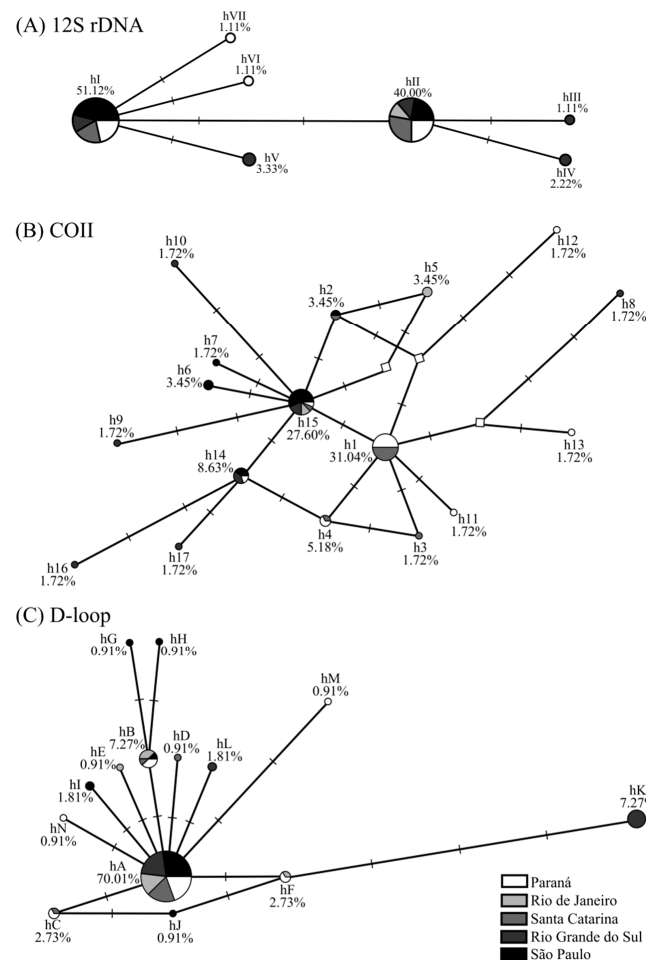 (A) 12S rDNA
hVII
1.11%
hVI
1.11%
hI
51.12%
hII
40.00%
hIII
1.11%
hV
3.33%
hIV
2.22%
(B) COII
h10
1.72%
h12
1.72%
h5
3.45%
h2
3.45%
h8
1.72%
h7
1.72%
h6
3.45%
h15
27.60%
h9
1.72%
h1
31.04%
h13
1.72%
h14
8.63%
h11
1.72%
h4
5.18%
h3
1.72%
h17
1.72%
h16
1.72%
(C) D-loop
hG
0.91%
hH
0.91%
hM
0.91%
hB
7.27%
hD
0.91%
hL
1.81%
hE
0.91%
hI
1.81%
hK
7.27%
hN
0.91%
hA
70.01%
hF
2.73%
hC
2.73%
hJ
0.91%
Paraná
Rio de Janeiro
Santa Catarina
Rio Grande do Sul
São Paulo